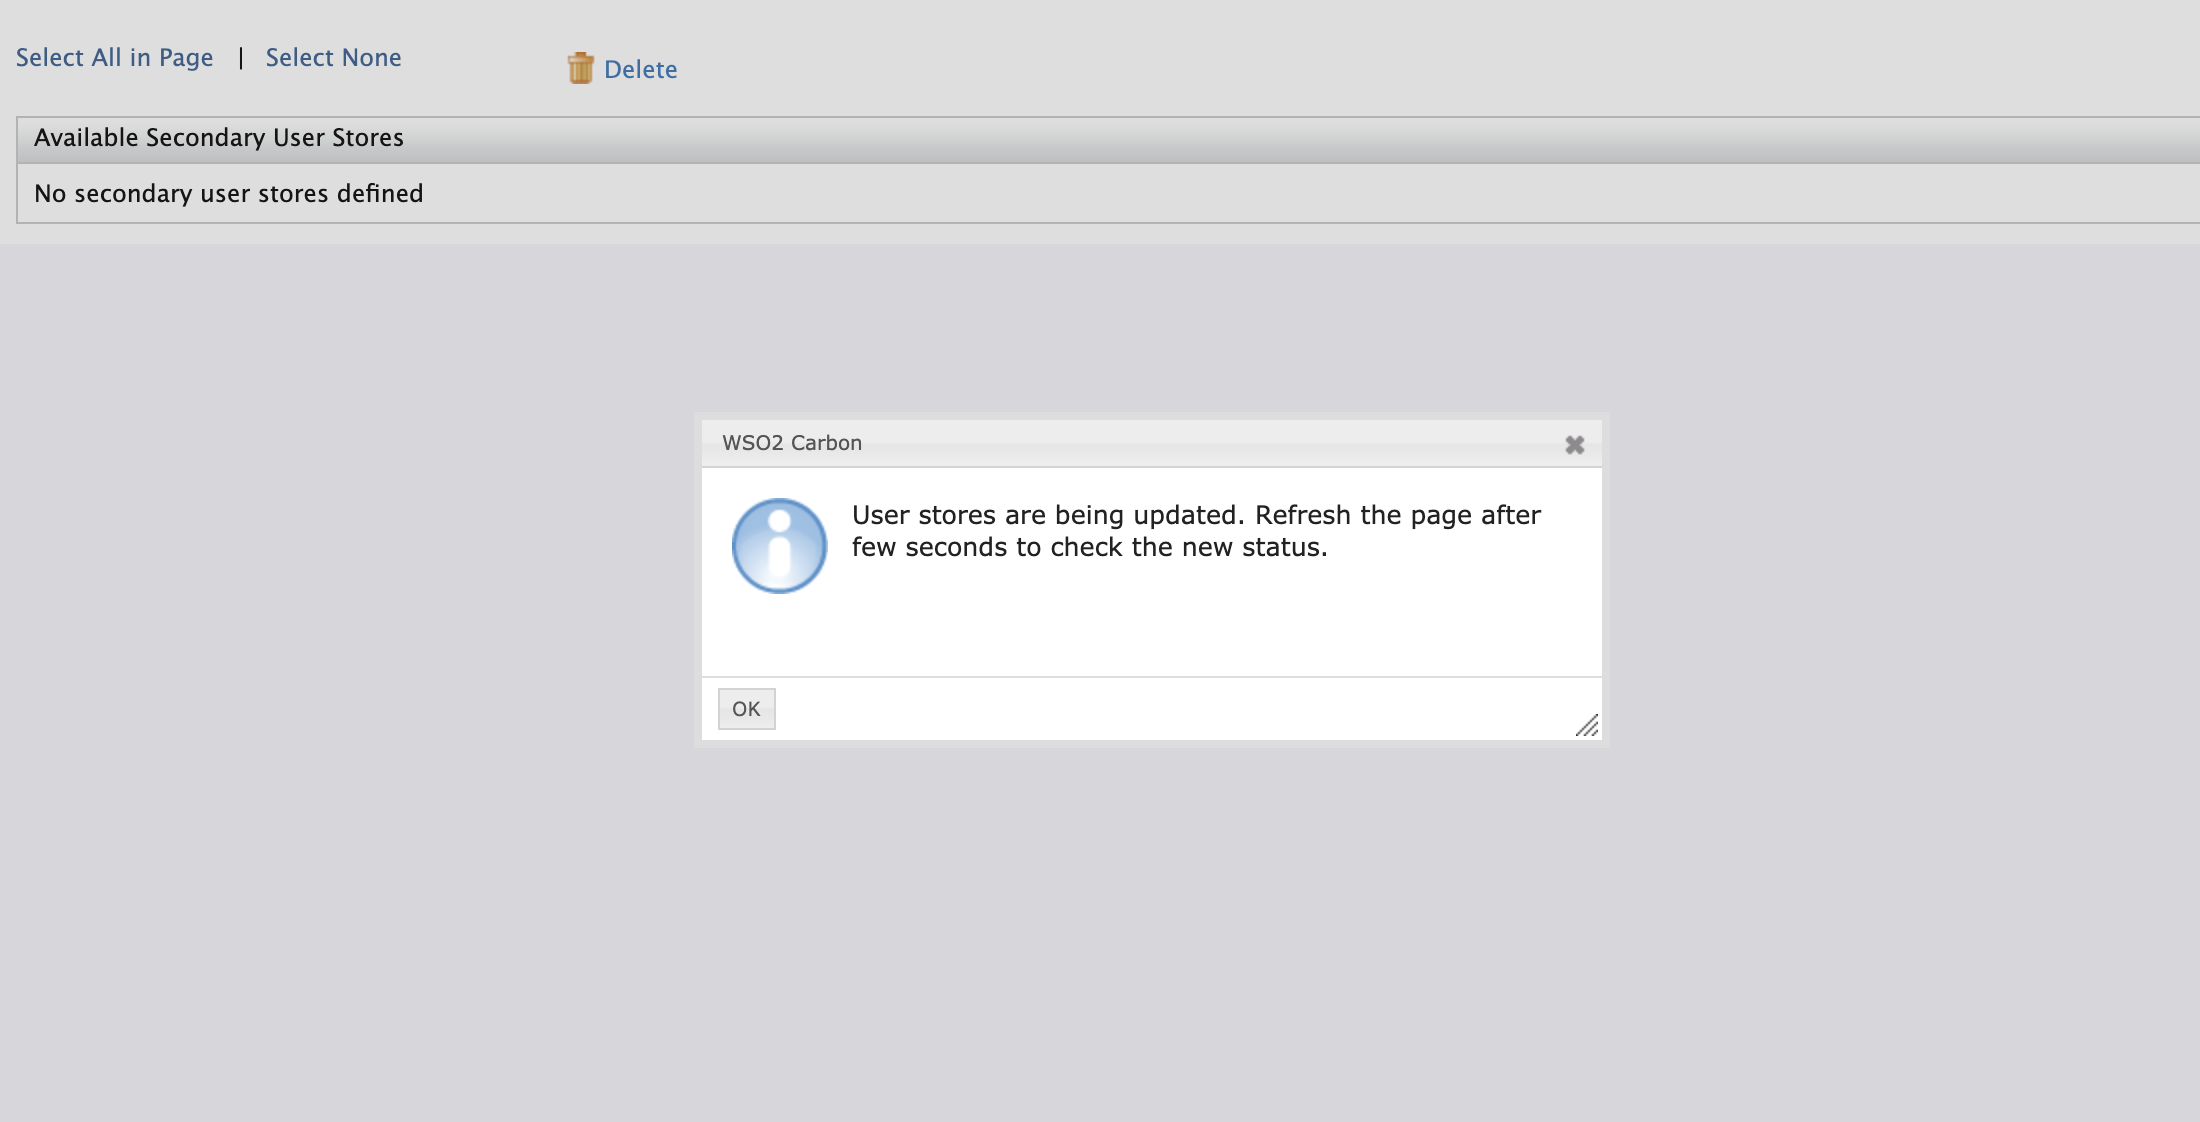 Select All in Page | Select None
Delete
Available Secondary User Stores
No secondary user stores defined
WSO2 Carbon
User stores are being updated. Refresh the page after
few seconds to check the new status.
OK